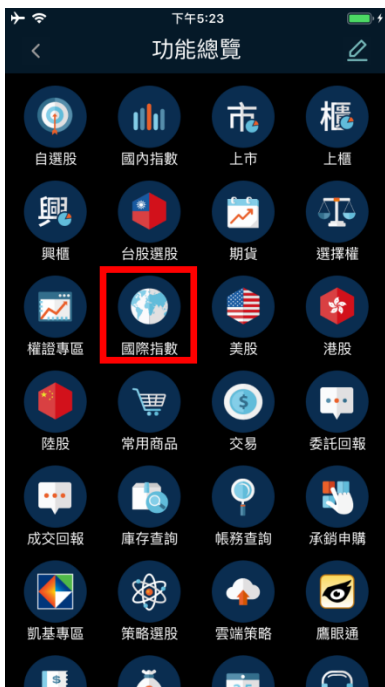 下午5:23
功能總覽
自選股 國內指數 上市 上櫃
興櫃 台股選股 期貨 選擇權
權證專區 國際指數 美股 港股
陸股 常用商品 交易 委託回報
成交回報 庫存查詢 帳務查詢 承銷申購
凱基專區 策略選股 雲端策略 鷹眼通